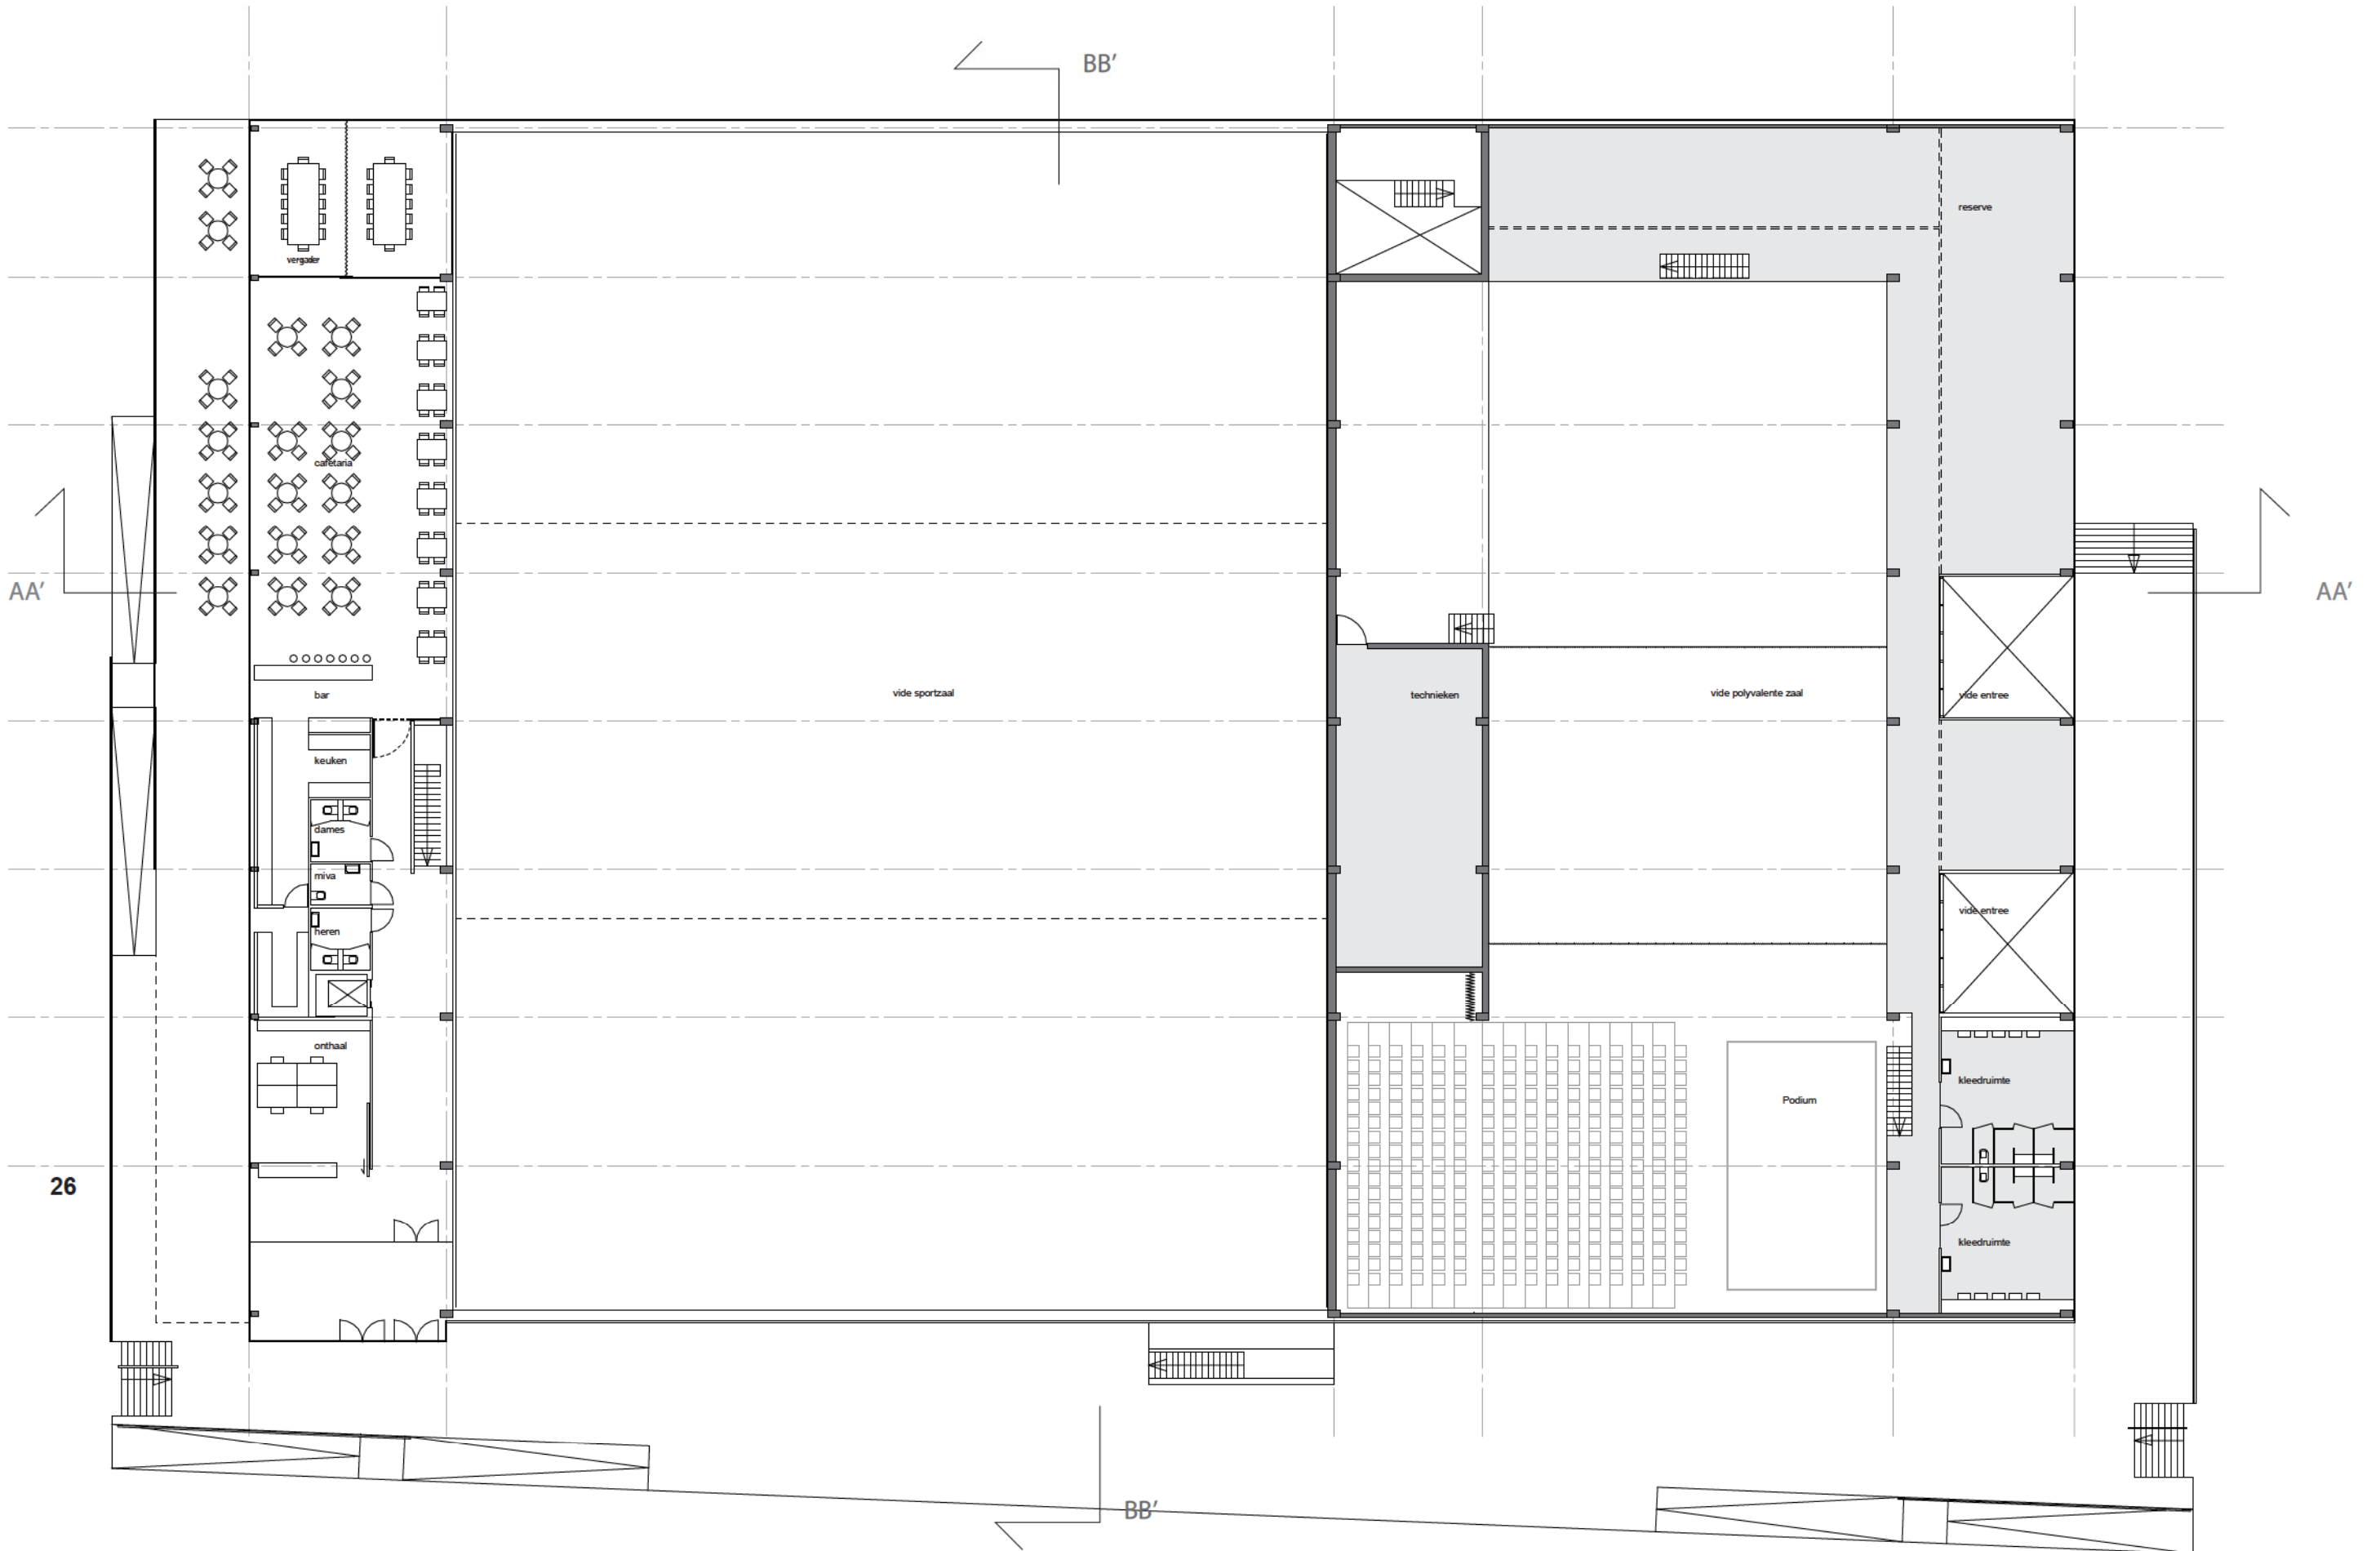 BB'
reserve
vergader
cafetaria
AA'
AA'
bar
vide sportzaal
technieken
vide polyvalente zaal
vide entree
keuken
dames
miva
vide entree
heren
onthaal
kleedruimte
Podium
26
kleedruimte
BB'